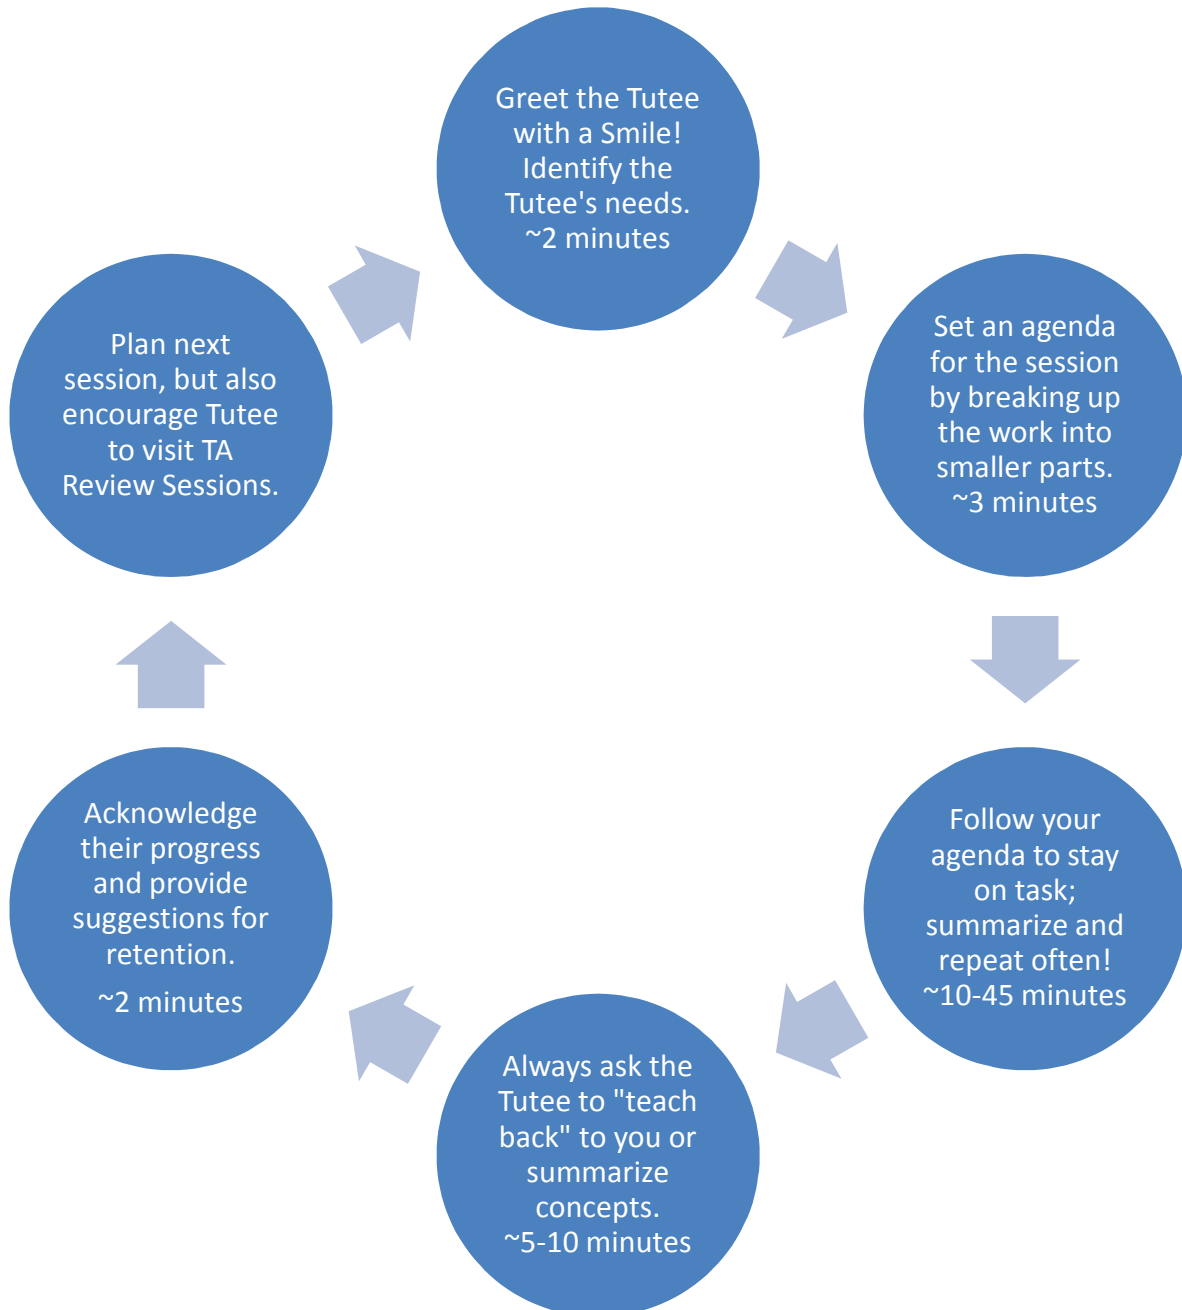 Greet the Tutee
with a Smile!
Identify the
Tutee's needs.
~2 minutes
Set an agenda
for the session
by breaking up
the work into
smaller parts.
~3 minutes
Follow your
agenda to stay
on task;
summarize and
repeat often!
~10-45 minutes
Always ask the
Tutee to "teach
back" to you or
summarize
concepts.
~5-10 minutes
Acknowledge
their progress
and provide
suggestions for
retention.
~2 minutes
Plan next
session, but also
encourage Tutee
to visit TA
Review Sessions.